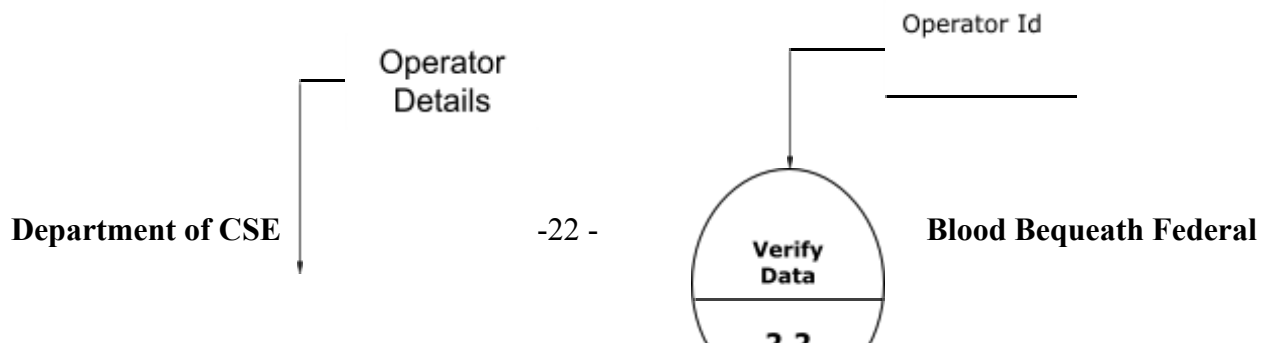 Operator Id
Operator
Details
Department of CSE
-22 -
Blood Bequeath Federal
Verify
Data